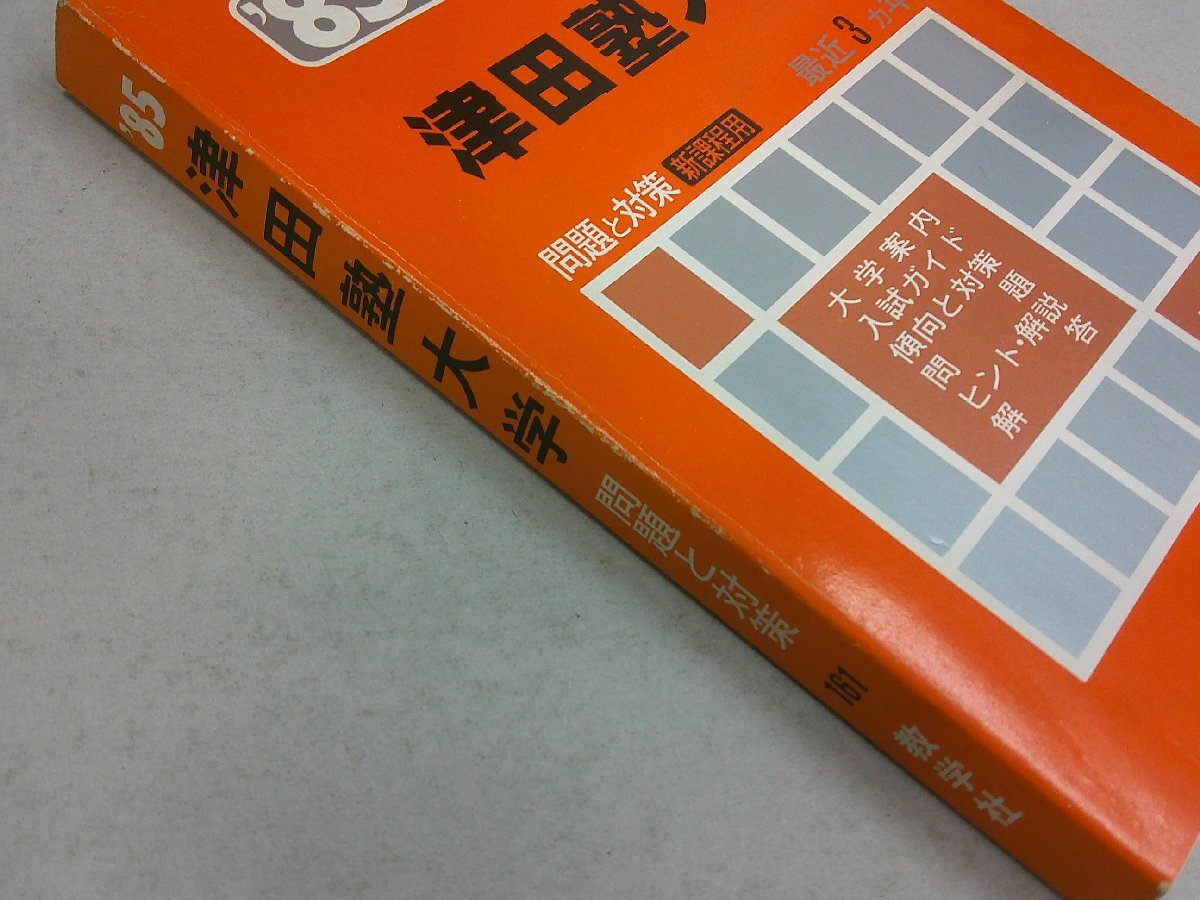 '85
津田塾
最近3カ年
問題と対策 新課程用
大学案内
入試ガイド
傾向と対策
問題
ヒント・解説
解答
'85 津田塾大学 問題と対策 167 教学社